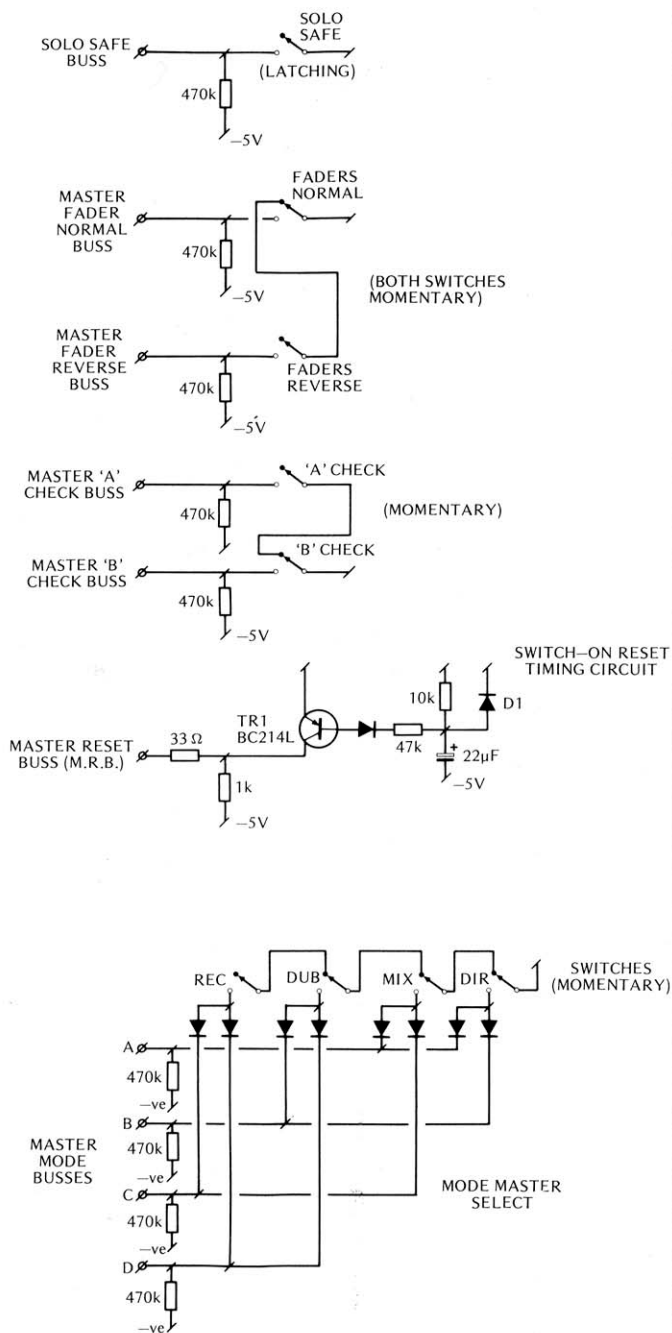 SOLO SAFE
BUSS
SOLO
SAFE
(LATCHING)
470k
—5V
MASTER
FADER
NORMAL
BUSS
FADERS
NORMAL
470k
—5V
(BOTH SWITCHES
MOMENTARY)
MASTER
FADER
REVERSE
BUSS
FADERS
REVERSE
470k
—5V
MASTER ‘A’
CHECK BUSS
‘A’ CHECK
470k
(MOMENTARY)
MASTER ‘B’
CHECK BUSS
‘B’ CHECK
470k
—5V
SWITCH—ON RESET
TIMING CIRCUIT
10k
D1
TR1
BC214L
47k
+
22µF
—5V
MASTER RESET
BUSS (M.R.B.)
33 Ω
1k
—5V
REC
DUB
MIX
DIR
SWITCHES
(MOMENTARY)
A
470k
—ve
B
470k
—ve
MASTER
MODE
BUSSES
C
470k
—ve
MODE MASTER
SELECT
D
470k
—ve